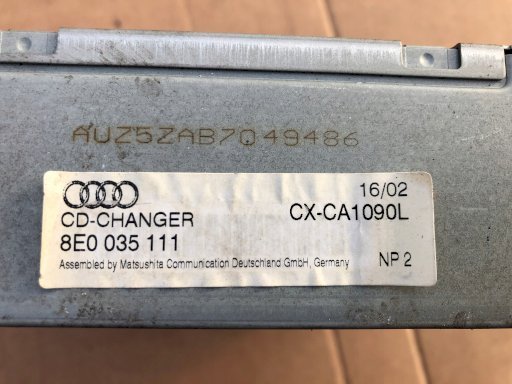 AUZ5ZAB7049486
16/02
CD-CHANGER CX-CA1090L
8E0 035 111
Assembled by Matsushita Communication Deutschland GmbH, Germany NP 2